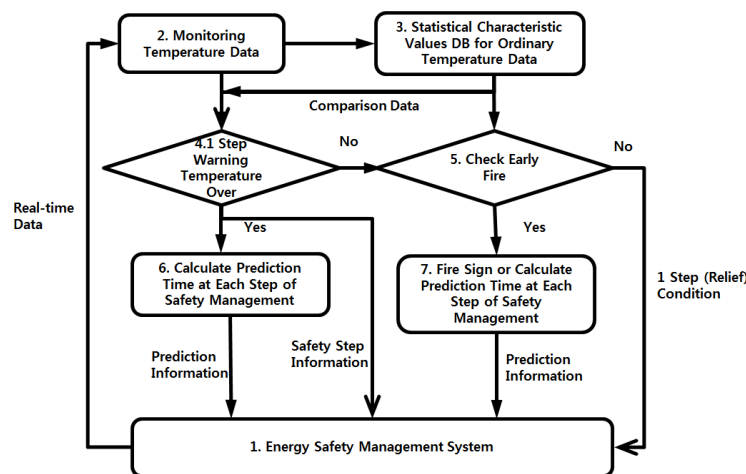 2. Monitoring
Temperature Data
3. Statistical Characteristic
Values DB for Ordinary
Temperature Data
Comparison Data
4.1 Step
Warning
Temperature
Over
No
5. Check Early
Fire
No
Real-time
Data
Yes
Yes
6. Calculate Prediction
Time at Each Step of
Safety Management
7. Fire Sign or Calculate
Prediction Time at Each
Step of Safety
Management
1 Step (Relief)
Condition
Prediction
Information
Safety Step
Information
Prediction
Information
1. Energy Safety Management System